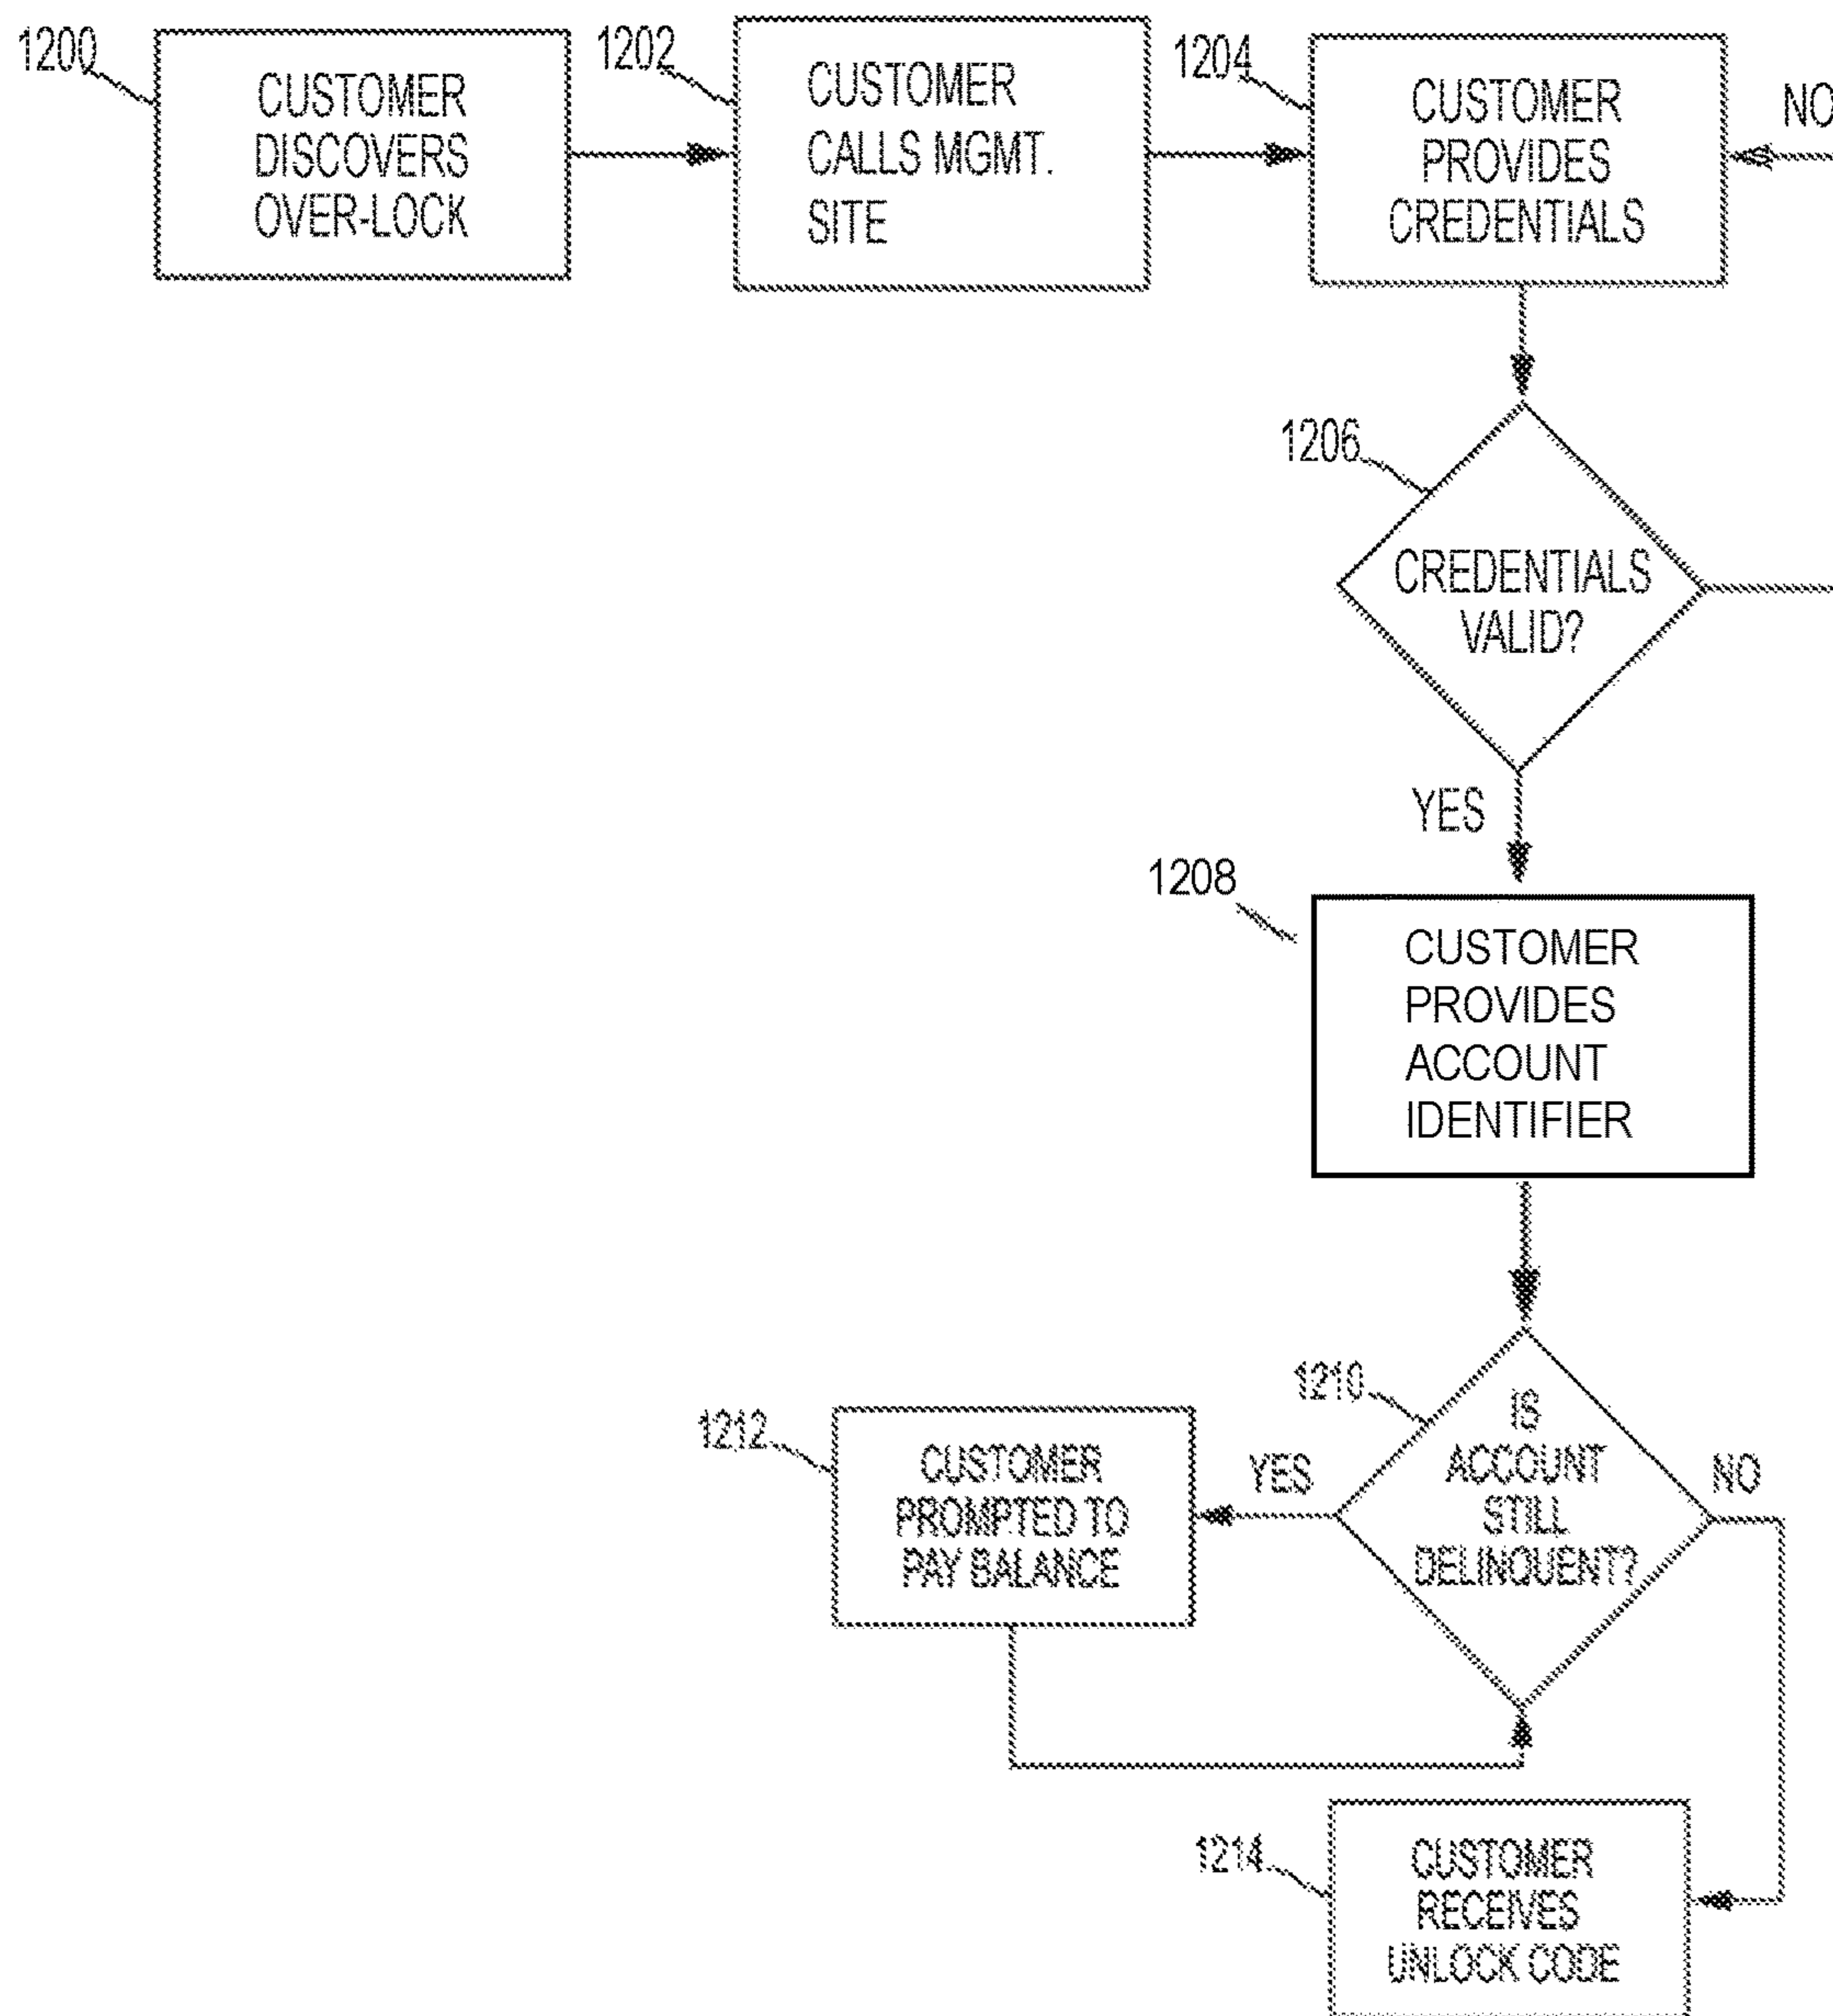 1200
CUSTOMER
DISCOVERS
OVER-LOCK
1202
CUSTOMER
CALLS MGMT.
SITE
1204
CUSTOMER
PROVIDES
CREDENTIALS
NO
1206
CREDENTIALS
VALID?
YES
1208
CUSTOMER
PROVIDES
ACCOUNT
IDENTIFIER
1210
IS
ACCOUNT
STILL
DELINQUENT?
YES
NO
1212
CUSTOMER
PROMPTED TO
PAY BALANCE
1214
CUSTOMER
RECEIVES
UNLOCK CODE